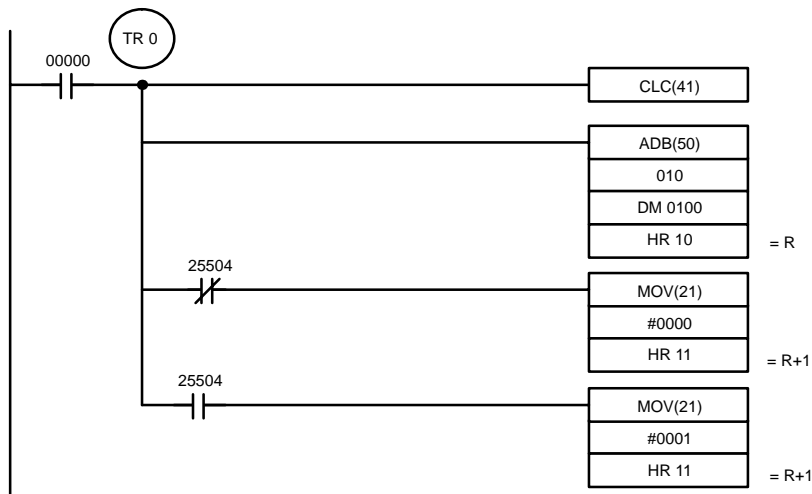 TR 0
00000
CLC(41)
ADB(50)
010
DM 0100
HR 10 = R
25504
MOV(21)
#0000
HR 11 = R+1
25504
MOV(21)
#0001
HR 11 = R+1